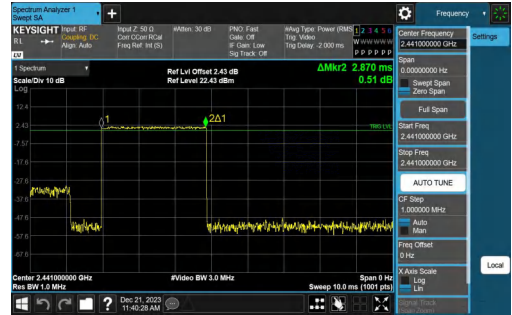 Spectrum Analyzer 1
Swept SA
Frequency
KEYSIGHT
Input: RF
Coupling: DC
Align: Auto
Input Z: 50 Ω
Corr CCorr RCal
Freq Ref: Int (S)
#Atten: 30 dB
PNO: Fast
Gate: Off
IF Gain: Low
Sig Track: Off
#Avg Type: Power (RMS
Trig: Video
Trig Delay -2.000 ms
1 2 3 4 5 6
W W W W W W
P P P P P P
RL
LXI
Center Frequency
2.441000000 GHz
Settings
1 Spectrum
Scale/Div 10 dB
Log
Ref Lvl Offset 2.43 dB
Ref Level 22.43 dBm
ΔMkr2 2.870 ms
0.51 dB
Span
0.00000000 Hz
Swept Span
Zero Span
Full Span
12.4
2.43
-7.57
-17.6
-27.6
-37.6
-47.6
-57.6
-67.6
1
2Δ1
TRIG LVL
Start Freq
2.441000000 GHz
Stop Freq
2.441000000 GHz
AUTO TUNE
CF Step
1.000000 MHz
Auto
Man
Freq Offset
0 Hz
X Axis Scale
Log
Lin
Signal Track
(Span Zoom)
Local
Center 2.441000000 GHz
Res BW 1.0 MHz
#Video BW 3.0 MHz
Span 0 Hz
Sweep 10.0 ms (1001 pts)
?
Dec 21, 2023
11:40:28 AM